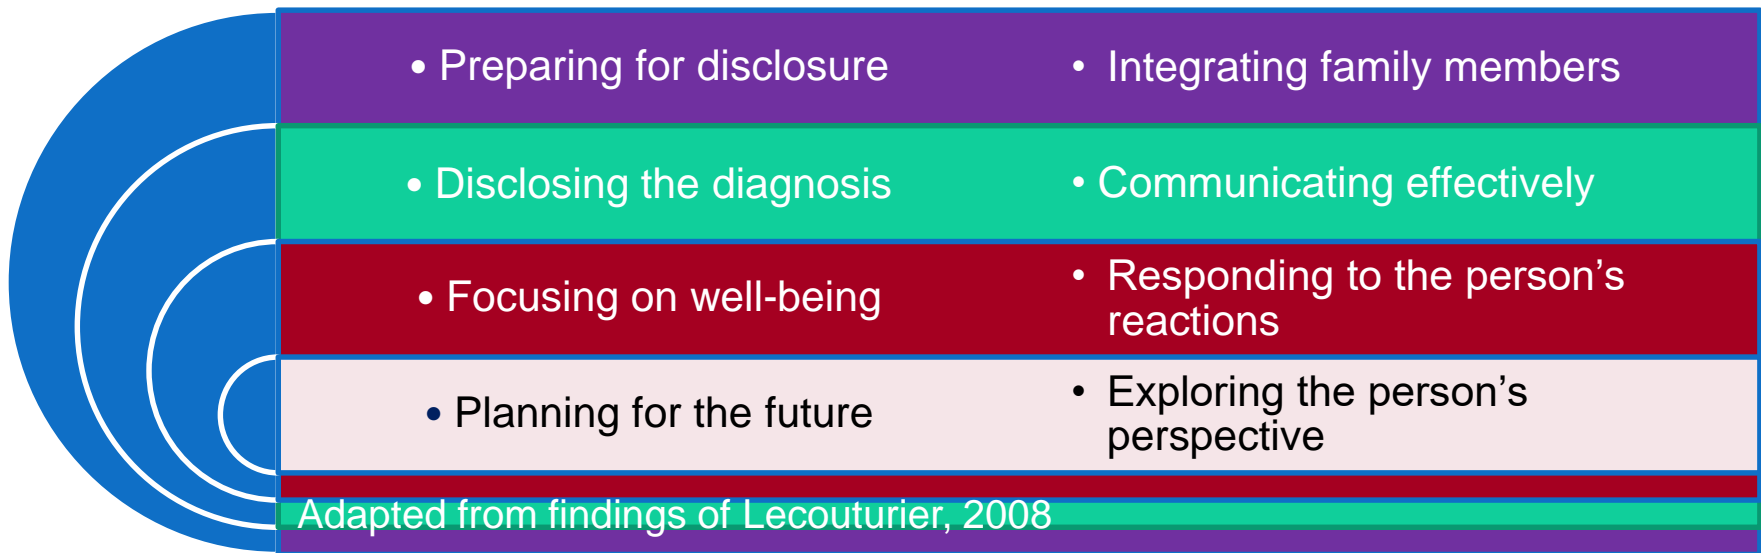 • Preparing for disclosure
• Integrating family members
• Disclosing the diagnosis
• Communicating effectively
• Focusing on well-being
• Responding to the person’s
reactions
• Planning for the future
• Exploring the person’s
perspective
Adapted from findings of Lecouturier, 2008